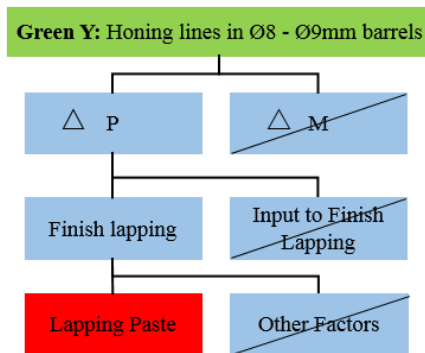 Green Y: Honing lines in Ø8 - Ø9mm barrels
△ P
△ M
Finish lapping
Input to Finish
Lapping
Lapping Paste
Other Factors